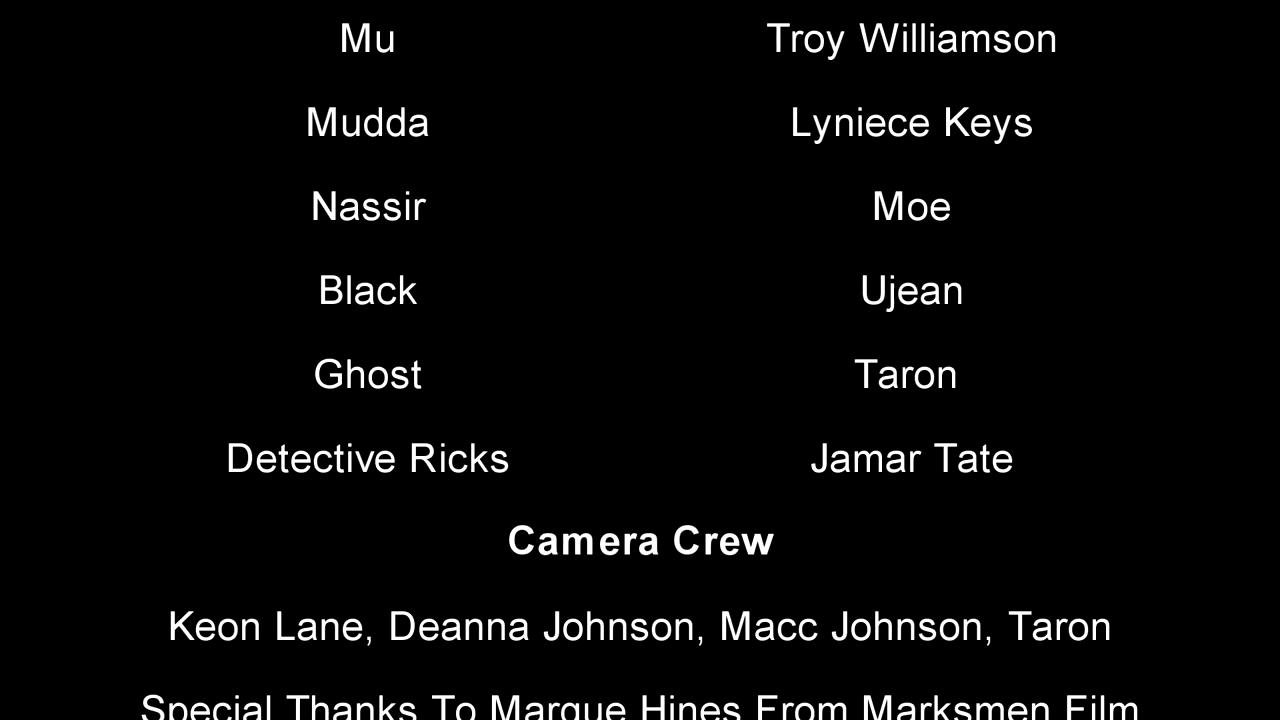 Mu Troy Williamson
Mudda Lyniece Keys
Nassir Moe
Black Ujean
Ghost Taron
Detective Ricks Jamar Tate
Camera Crew
Keon Lane, Deanna Johnson, Macc Johnson, Taron
Special Thanks To Marque Hines From Marksmen Film